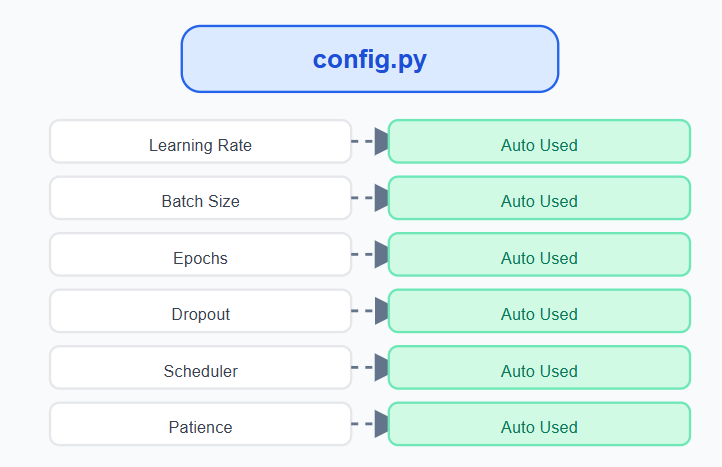 config.py
Learning Rate
Auto Used
Batch Size
Auto Used
Epochs
Auto Used
Dropout
Auto Used
Scheduler
Auto Used
Patience
Auto Used